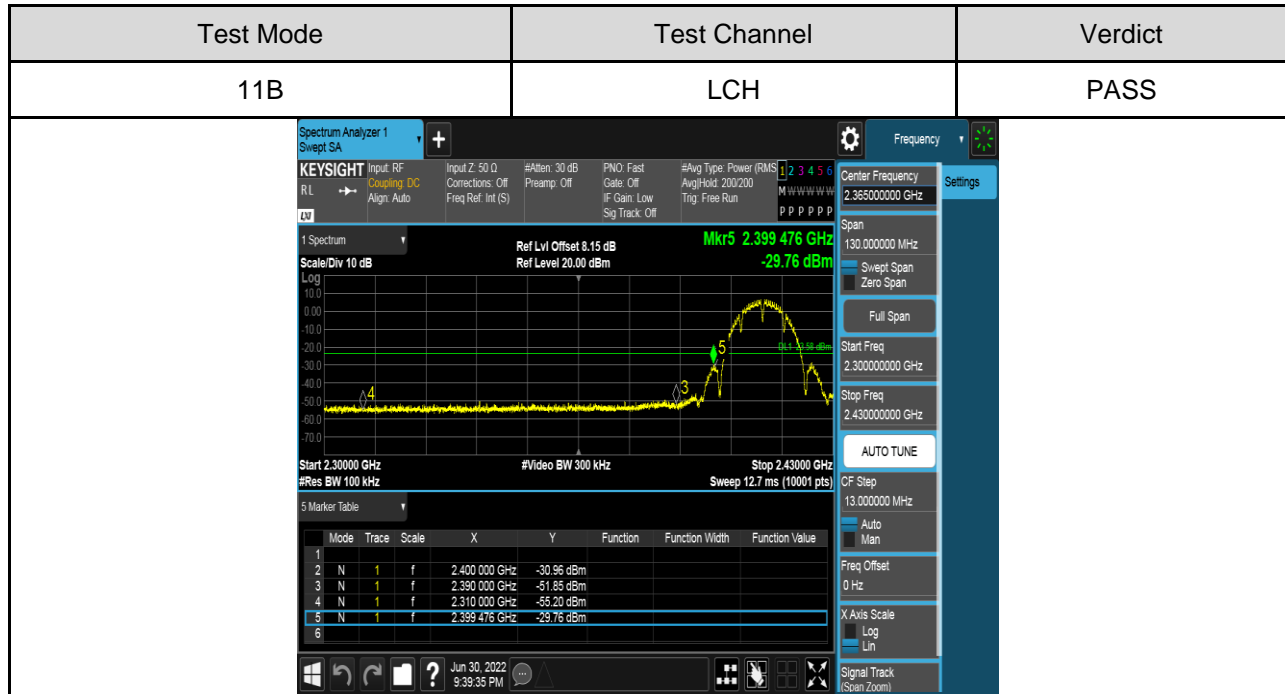 Test Mode Test Channel Verdict
11B LCH PASS
Spectrum Analyzer 1
Swept SA
+
Frequency
KEYSIGHT Input: RF Input Z: 50 Ω #Atten: 30 dB PNO: Fast #Avg Type: Power (RMS 1 2 3 4 5 6
RL Coupling: DC Corrections: Off Preamp: Off Gate: Off Avg|Hold: 200/200 M W W W W W
Align: Auto Freq Ref: Int (S) IF Gain: Low Trig: Free Run
LXI Sig Track: Off P P P P P P
Center Frequency
2.365000000 GHz
Settings
1 Spectrum Ref Lvl Offset 8.15 dB Mkr5 2.399 476 GHz
Scale/Div 10 dB Ref Level 20.00 dBm -29.76 dBm
Log
10.0
0.00
-10.0
-20.0
-30.0
-40.0
-50.0
-60.0
-70.0
5
3
4
Start 2.30000 GHz #Video BW 300 kHz Stop 2.43000 GHz
#Res BW 100 kHz Sweep 12.7 ms (10001 pts)
Span
130.000000 MHz
Swept Span
Zero Span
Full Span
Start Freq
2.300000000 GHz
Stop Freq
2.430000000 GHz
AUTO TUNE
CF Step
13.000000 MHz
Auto
Man
Freq Offset
0 Hz
X Axis Scale
Log
Lin
Signal Track
(Span Zoom)
5 Marker Table
Mode Trace Scale X Y Function Function Width Function Value
1
2 N 1 f 2.400 000 GHz -30.96 dBm
3 N 1 f 2.390 000 GHz -51.85 dBm
4 N 1 f 2.310 000 GHz -55.20 dBm
5 N 1 f 2.399 476 GHz -29.76 dBm
6
? Jun 30, 2022
9:39:35 PM